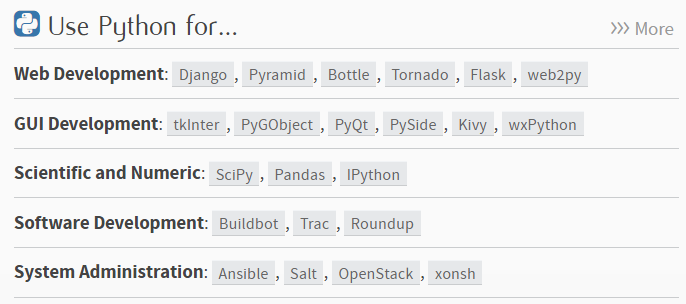 Use Python for...
>>> More
Web Development: Django, Pyramid, Bottle, Tornado, Flask, web2py
GUI Development: tkInter, PyGObject, PyQt, PySide, Kivy, wxPython
Scientific and Numeric: SciPy, Pandas, IPython
Software Development: Buildbot, Trac, Roundup
System Administration: Ansible, Salt, OpenStack, xonsh